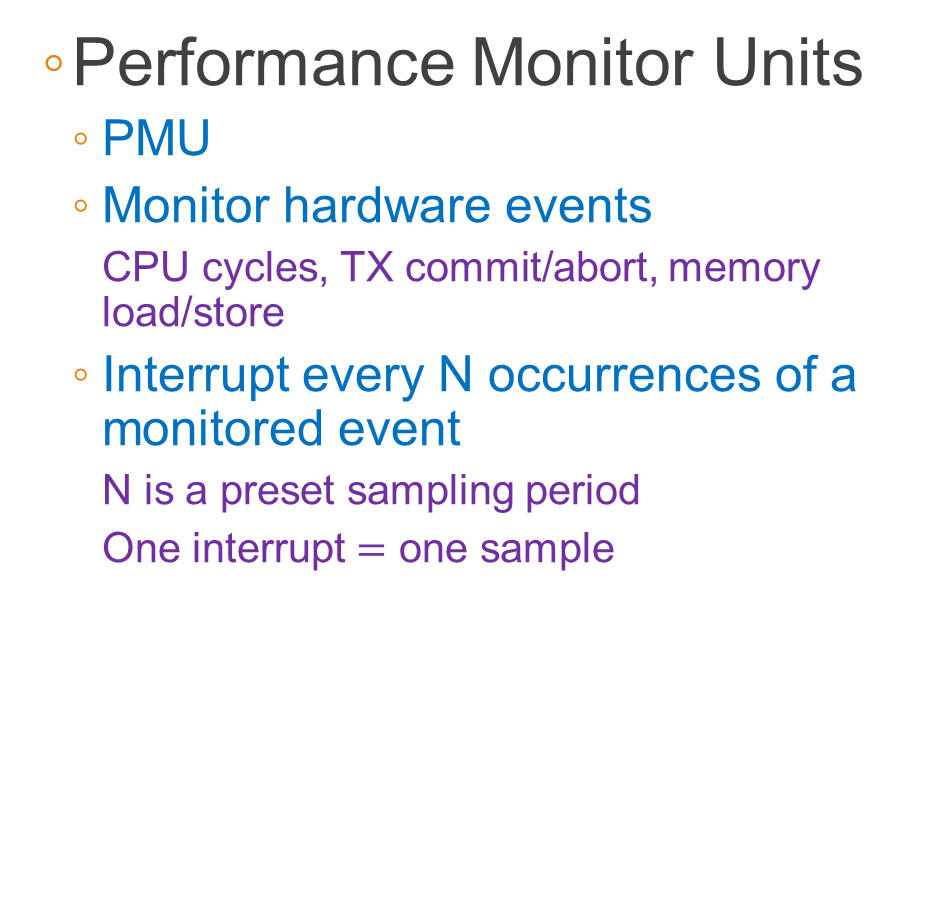 ◦Performance Monitor Units
◦ PMU
◦ Monitor hardware events
CPU cycles, TX commit/abort, memory
load/store
◦ Interrupt every N occurrences of a
monitored event
N is a preset sampling period
One interrupt = one sample